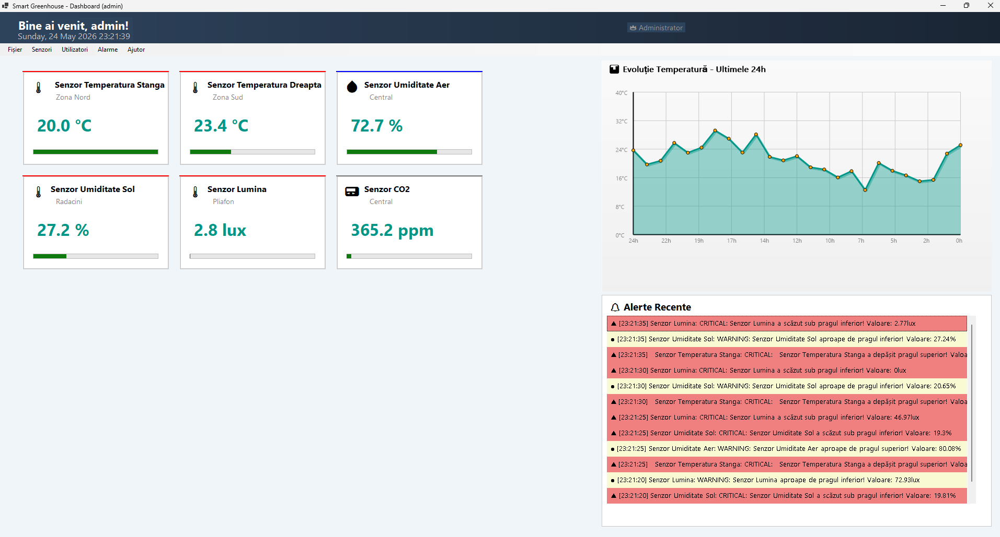 Smart Greenhouse - Dashboard (admin)
Bine ai venit, admin!
Sunday, 24 May 2026 23:21:39
Administrator
Fișier Senzori Utilizatori Alarme Ajutor
Senzor Temperatura Stanga
Zona Nord
20.0 °C
Senzor Temperatura Dreapta
Zona Sud
23.4 °C
Senzor Umiditate Aer
Central
72.7 %
Senzor Umiditate Sol
Radacini
27.2 %
Senzor Lumina
Pliafon
2.8 lux
Senzor CO2
Central
365.2 ppm
Evoluție Temperatură - Ultimele 24h
40°C
32°C
24°C
16°C
8°C
0°C
24h 22h 19h 17h 14h 12h 10h 7h 5h 2h 0h
Alerte Recente
[23:21:35] Senzor Lumina: CRITICAL: Senzor Lumina a scăzut sub pragul inferior! Valoare: 2.77lux
[23:21:35] Senzor Umiditate Sol: WARNING: Senzor Umiditate Sol aproape de pragul inferior! Valoare: 27.24%
[23:21:35] Senzor Temperatura Stanga: CRITICAL: Senzor Temperatura Stanga a depășit pragul superior! Valoa
[23:21:30] Senzor Lumina: CRITICAL: Senzor Lumina a scăzut sub pragul inferior! Valoare: 0lux
[23:21:30] Senzor Umiditate Sol: WARNING: Senzor Umiditate Sol aproape de pragul inferior! Valoare: 20.65%
[23:21:30] Senzor Temperatura Stanga: CRITICAL: Senzor Temperatura Stanga a depășit pragul superior! Valoa
[23:21:25] Senzor Lumina: CRITICAL: Senzor Lumina a scăzut sub pragul inferior! Valoare: 46.97lux
[23:21:25] Senzor Umiditate Sol: CRITICAL: Senzor Umiditate Sol a scăzut sub pragul inferior! Valoare: 19.3%
[23:21:25] Senzor Umiditate Aer: WARNING: Senzor Umiditate Aer aproape de pragul superior! Valoare: 80.08%
[23:21:25] Senzor Temperatura Stanga: CRITICAL: Senzor Temperatura Stanga a depășit pragul superior! Valoa
[23:21:20] Senzor Lumina: WARNING: Senzor Lumina aproape de pragul inferior! Valoare: 72.93lux
[23:21:20] Senzor Umiditate Sol: CRITICAL: Senzor Umiditate Sol a scăzut sub pragul inferior! Valoare: 19.81%